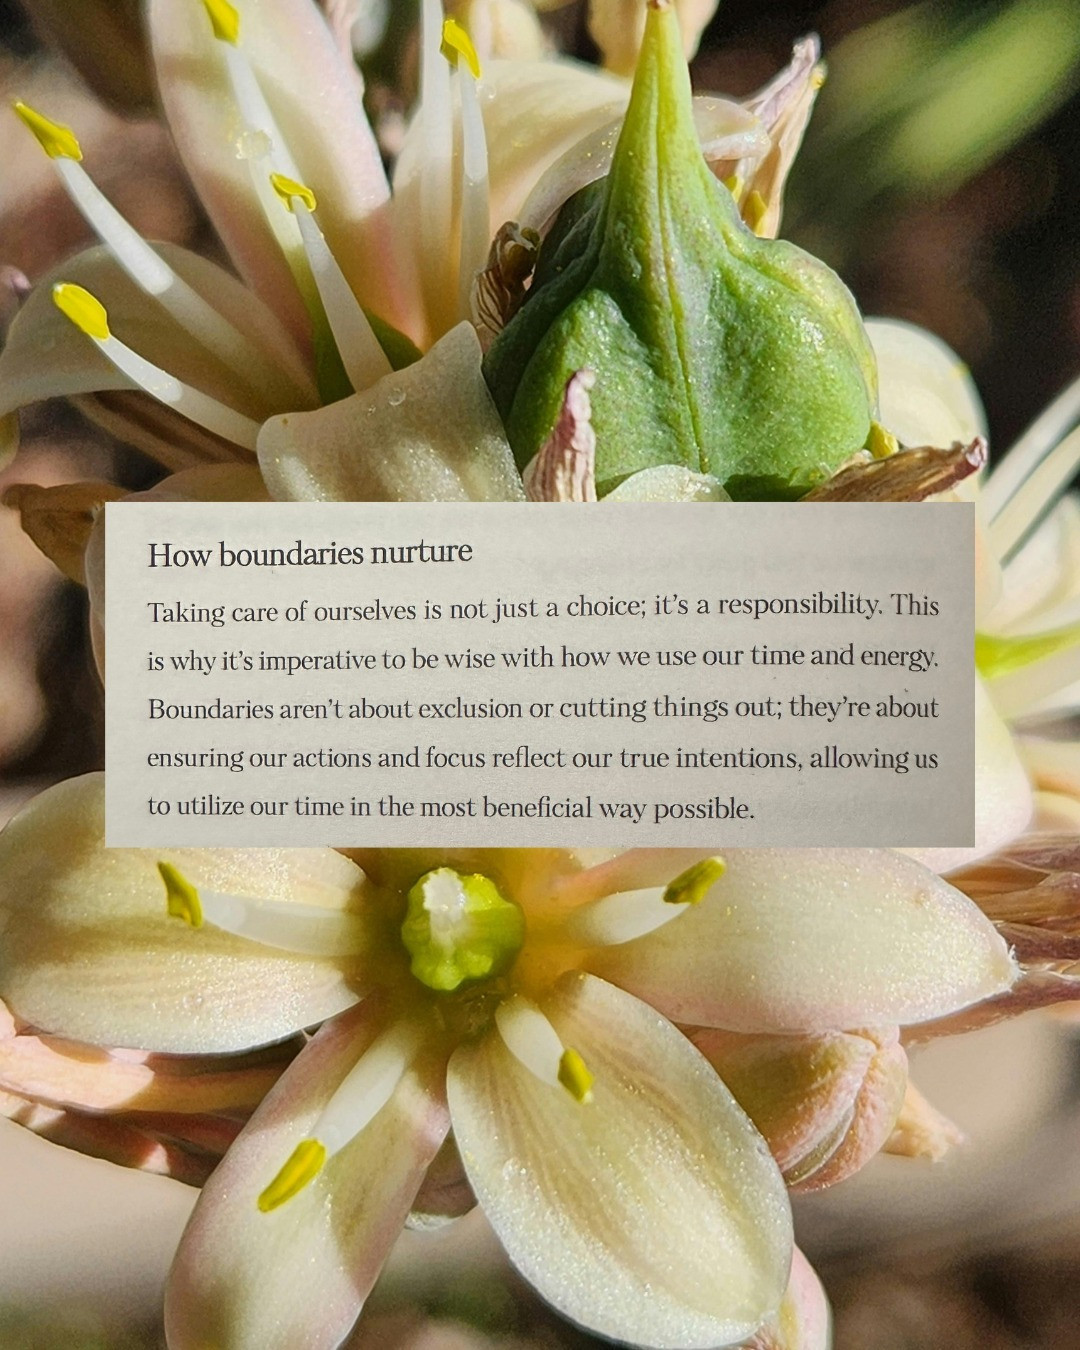 How boundaries nurture
Taking care of ourselves is not just a choice; it's a responsibility. This
is why it's imperative to be wise with how we use our time and energy.
Boundaries aren't about exclusion or cutting things out; they're about
ensuring our actions and focus reflect our true intentions, allowing us
to utilize our time in the most beneficial way possible.